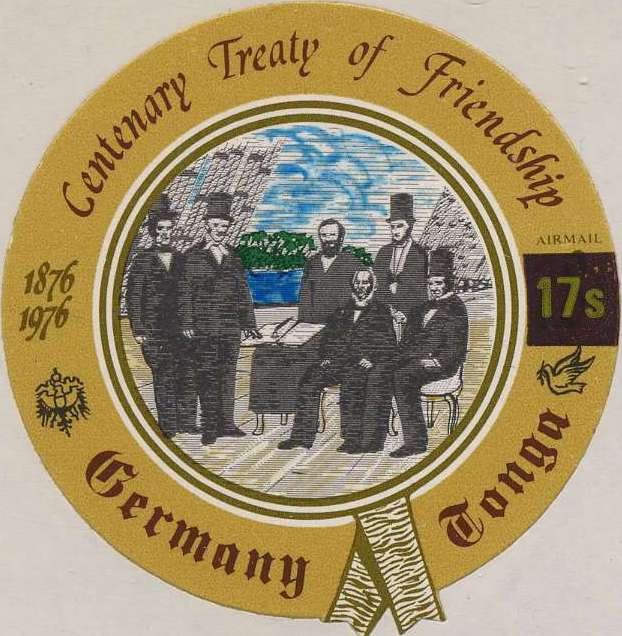 Centenary Treaty of Friendship
1876
1976
AIRMAIL
17s
Germany
Tonga